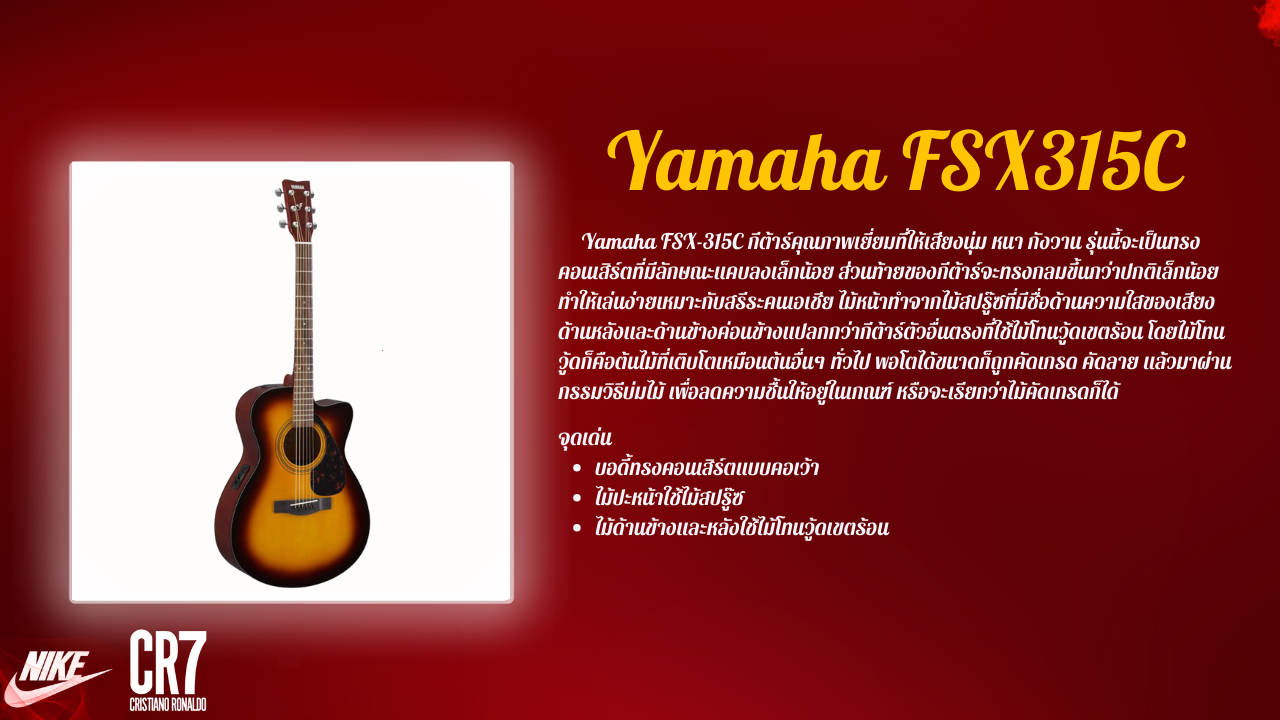 Yamaha FSX315C
Yamaha FSX-315C กีต้าร์คุณภาพเยี่ยมที่ให้เสียงนุ่ม หนา กังวาน รุ่นนี้จะเป็นทรง
คอนเสิร์ตที่มีลักษณะแคบลงเล็กน้อย ส่วนท้ายของกีต้าร์จะทรงกลมขึ้นกว่าปกติเล็กน้อย
ทำให้เล่นง่ายเหมาะกับสรีระคนเอเชีย ไม้หน้าทำจากไม้สปรู๊ซที่มีชื่อด้านความใสของเสียง
ด้านหลังและด้านข้างค่อนข้างแปลกกว่ากีต้าร์ตัวอื่นตรงที่ใช้ไม้โทนวู้ดเขตร้อน โดยไม้โทน
วู้ดก็คือต้นไม้ที่เติบโตเหมือนต้นอื่นๆ ทั่วไป พอโตได้ขนาดก็ถูกคัดเกรด คัดลาย แล้วมาผ่าน
กรรมวิธีบ่มไม้ เพื่อลดความชื้นให้อยู่ในเกณฑ์ หรือจะเรียกว่าไม้คัดเกรดก็ได้
จุดเด่น
• บอดี้ทรงคอนเสิร์ตแบบคอเว้า
• ไม้ปะหน้าใช้ไม้สปรู๊ซ
• ไม้ด้านข้างและหลังใช้ไม้โทนวู้ดเขตร้อน
YAMAHA
NIKE
CR7
CRISTIANO RONALDO